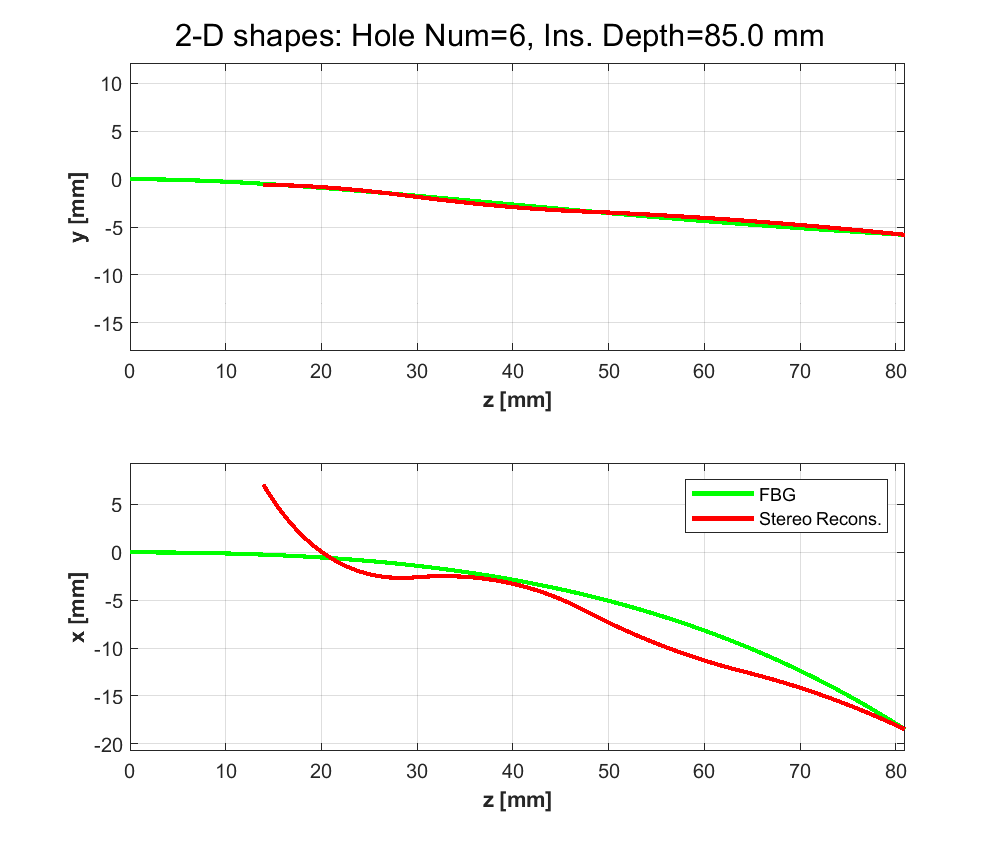 2-D shapes: Hole Num=6, Ins. Depth=85.0 mm
10
5
0
-5
-10
-15
y [mm]
0 10 20 30 40 50 60 70 80
z [mm]
FBG
Stereo Recons.
5
0
-5
-10
-15
-20
x [mm]
0 10 20 30 40 50 60 70 80
z [mm]